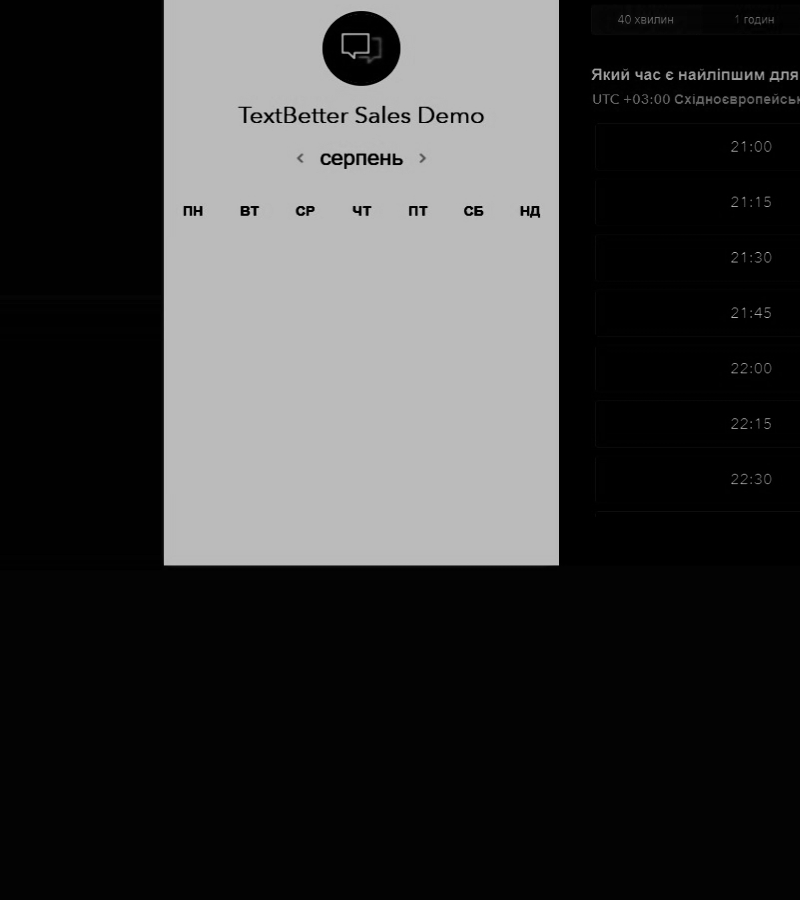 TextBetter Sales Demo
серпень
ПН ВТ СР ЧТ ПТ СБ НД
40 хвилин 1 годин
Який час є найліпшим для
UTC +03:00 Східноєвропейськ
21:00
21:15
21:30
21:45
22:00
22:15
22:30